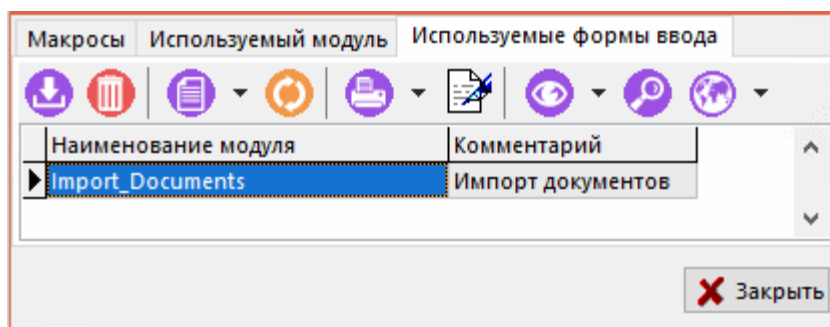 Макросы Используемый модуль Используемые формы ввода
Наименование модуля Комментарий
Import_Documents Импорт документов
Закрыть